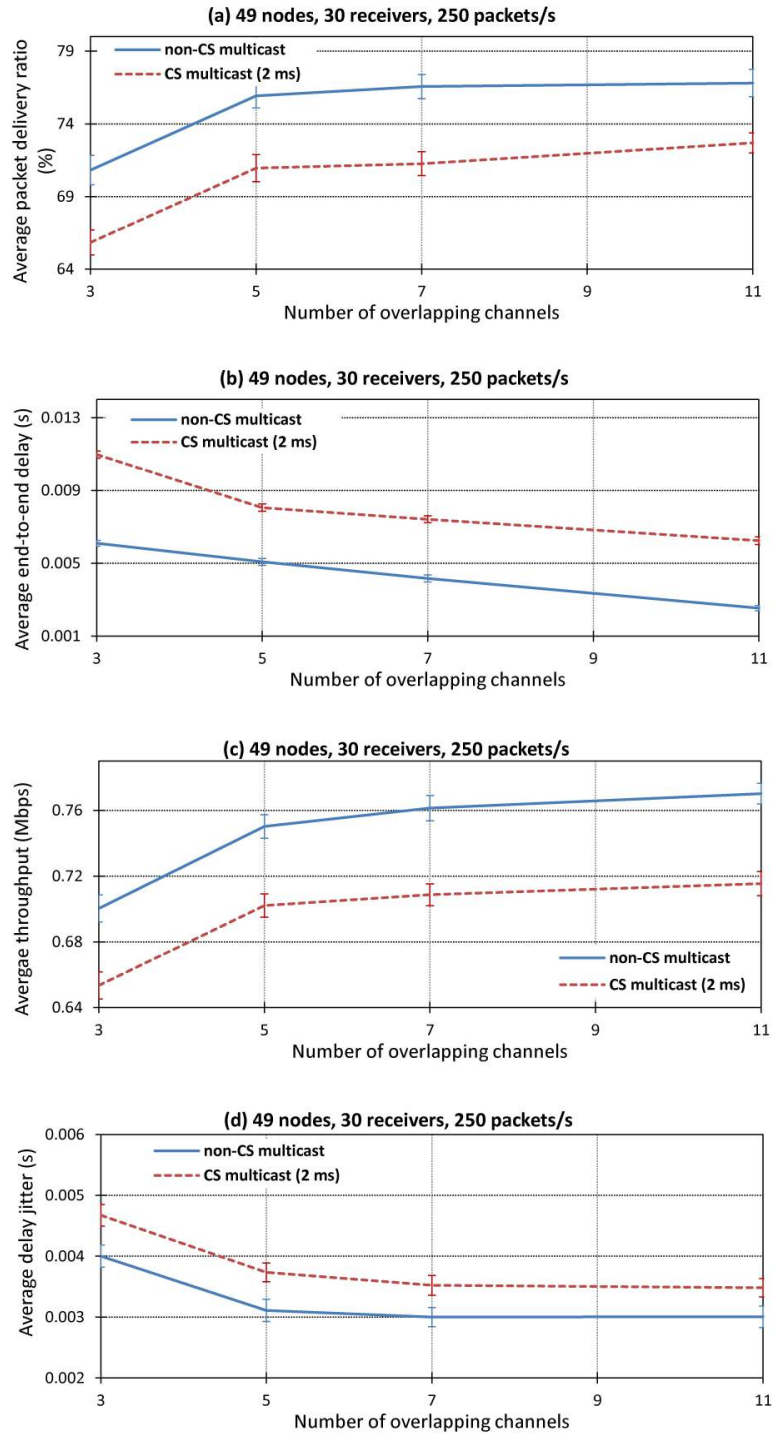 (a) 49 nodes, 30 receivers, 250 packets/s
79
74
69
64
non-CS multicast
CS multicast (2 ms)
Average packet delivery ratio
(%)
3 5 7 9 11
Number of overlapping channels
(b) 49 nodes, 30 receivers, 250 packets/s
0.013
0.009
0.005
0.001
non-CS multicast
CS multicast (2 ms)
Average end-to-end delay (s)
3 5 7 9 11
Number of overlapping channels
(c) 49 nodes, 30 receivers, 250 packets/s
0.76
0.72
0.68
0.64
Avergae throughput (Mbps)
non-CS multicast
CS multicast (2 ms)
3 5 7 9 11
Number of overlapping channels
(d) 49 nodes, 30 receivers, 250 packets/s
0.006
0.005
0.004
0.003
0.002
non-CS multicast
CS multicast (2 ms)
Average delay jitter (s)
3 5 7 9 11
Number of overlapping channels